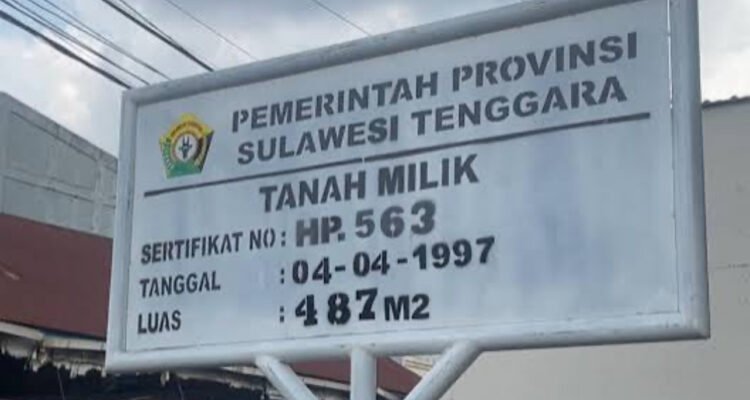 PEMERINTAH PROVINSI
SULAWESI TENGGARA
TANAH MILIK
SERTIFIKAT NO : HP. 563
TANGGAL : 04-04-1997
LUAS : 487 M2